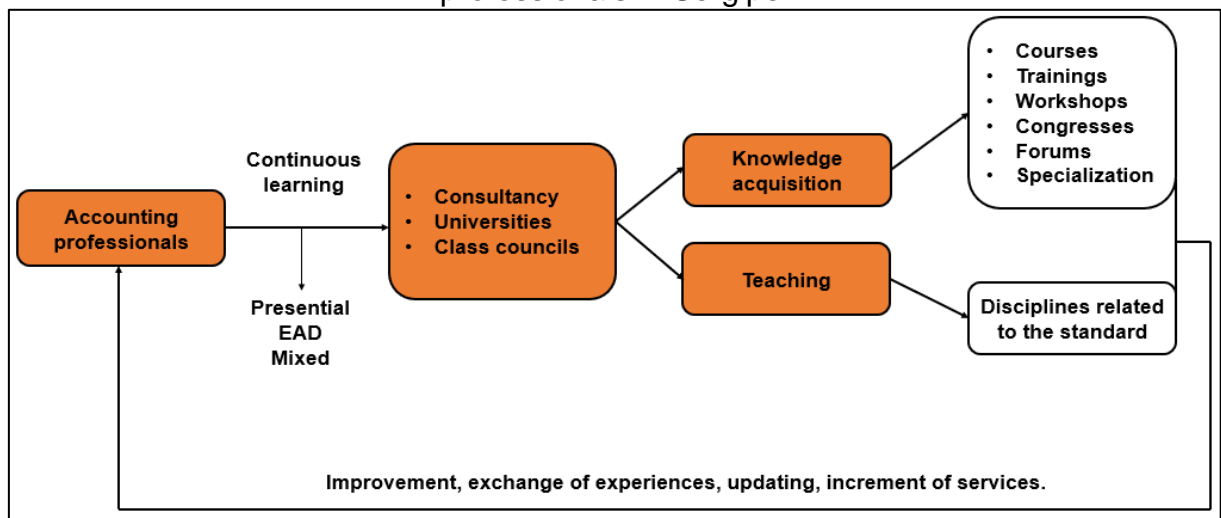 Accounting
professionals
Continuous
learning
Presential
EAD
Mixed
• Consultancy
• Universities
• Class councils
Knowledge
acquisition
Teaching
• Courses
• Trainings
• Workshops
• Congresses
• Forums
• Specialization
Disciplines related
to the standard
Improvement, exchange of experiences, updating, increment of services.